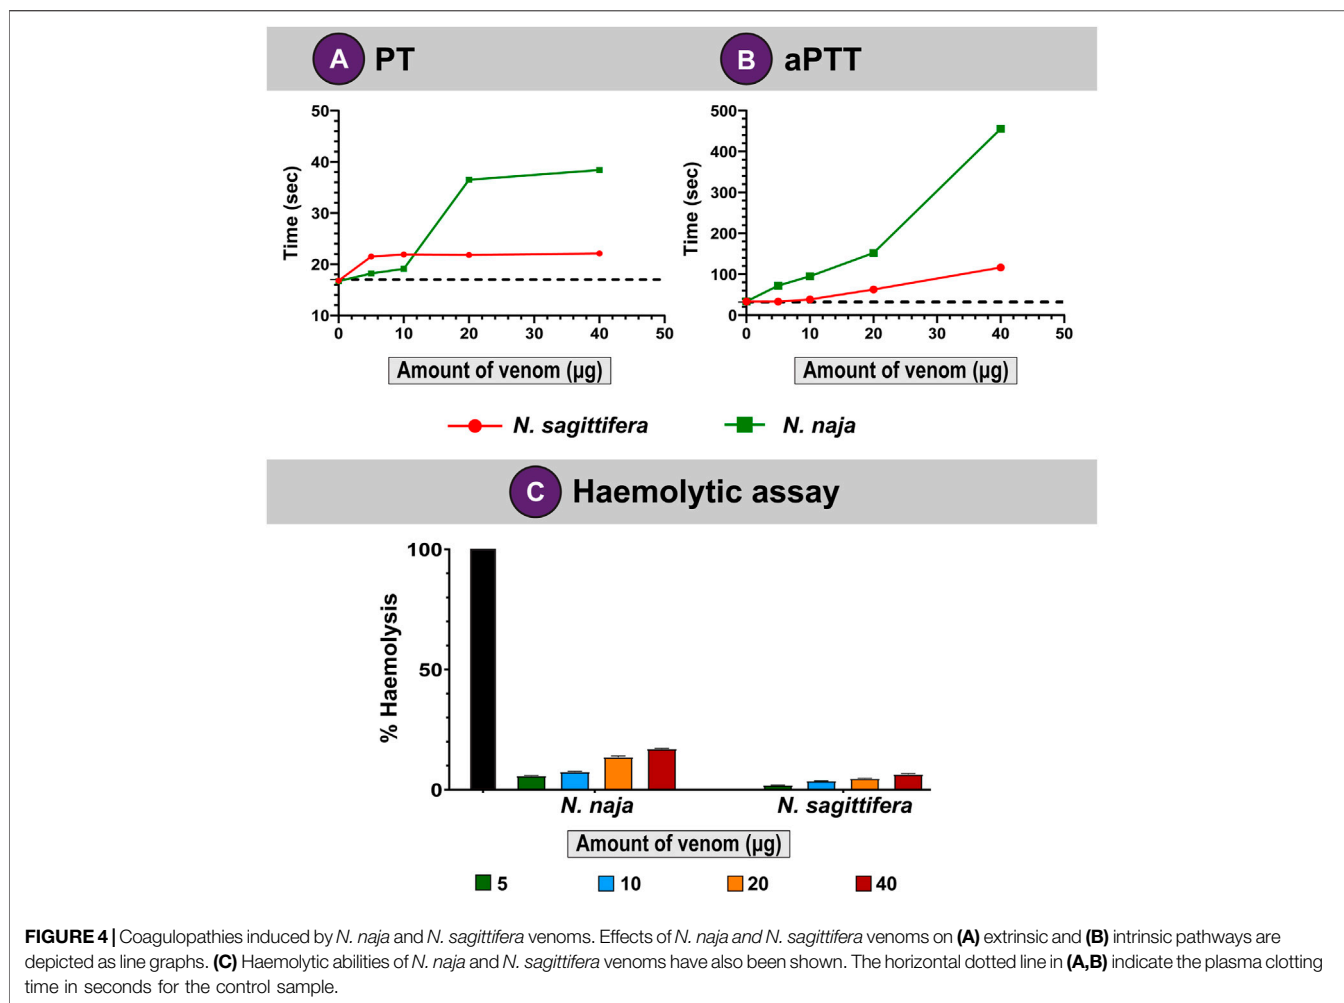 A PT
B aPTT
50
40
30
20
10
Time (sec)
0 10 20 30 40 50
Amount of venom (µg)
500
400
300
200
100
0
Time (sec)
0 10 20 30 40 50
Amount of venom (µg)
N. sagittifera N. naja
C Haemolytic assay
100
50
0
% Haemolysis
N. naja N. sagittifera
Amount of venom (µg)
5 10 20 40
FIGURE 4 | Coagulopathies induced by N. naja and N. sagittifera venoms. Effects of N. naja and N. sagittifera venoms on (A) extrinsic and (B) intrinsic pathways are
depicted as line graphs. (C) Haemolytic abilities of N. naja and N. sagittifera venoms have also been shown. The horizontal dotted line in (A,B) indicate the plasma clotting
time in seconds for the control sample.